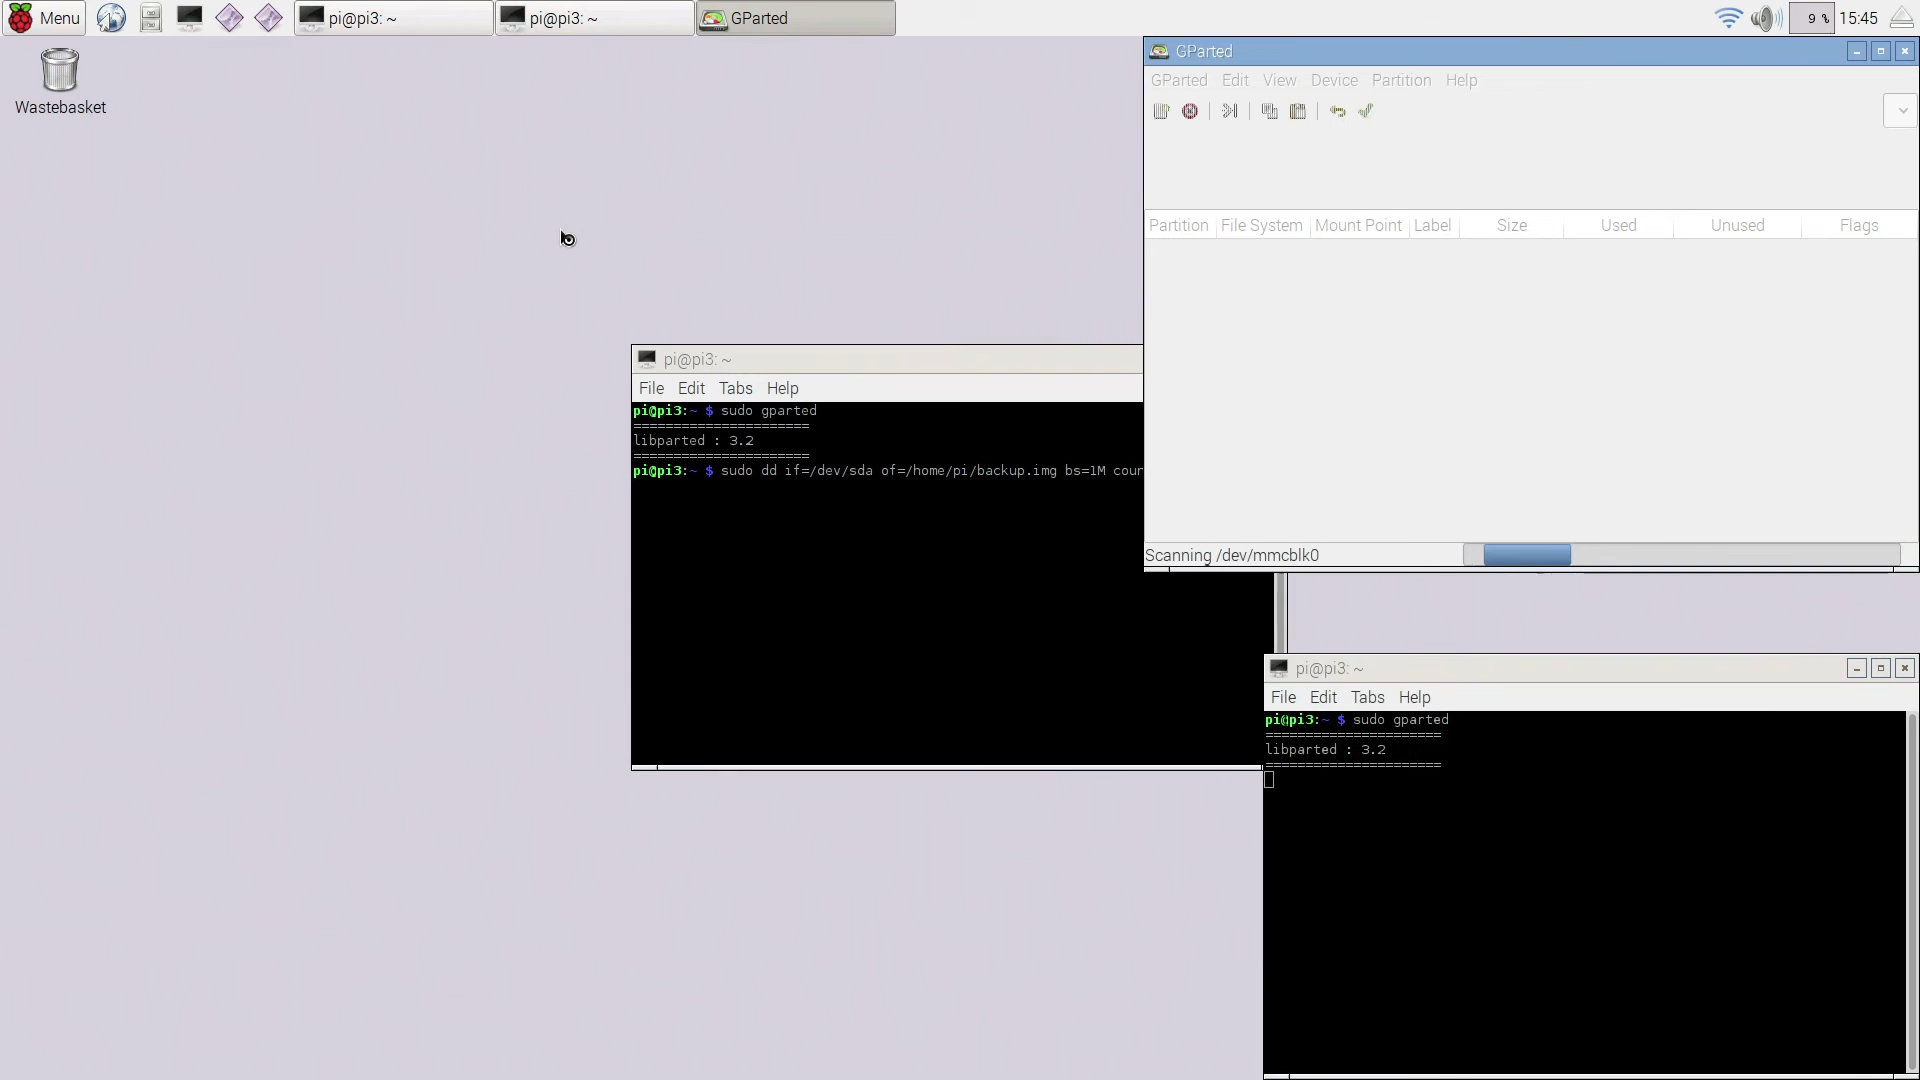 Menu
pi@pi3: ~
pi@pi3: ~
GParted
9 %
15:45
Wastebasket
GParted
GParted Edit View Device Partition Help
Partition File System Mount Point Label Size Used Unused Flags
Scanning /dev/mmcblk0
pi@pi3: ~
File Edit Tabs Help
pi@pi3:~ $ sudo gparted
======================
libparted : 3.2
======================
pi@pi3:~ $ sudo dd if=/dev/sda of=/home/pi/backup.img bs=1M cour
pi@pi3: ~
File Edit Tabs Help
pi@pi3:~ $ sudo gparted
======================
libparted : 3.2
======================